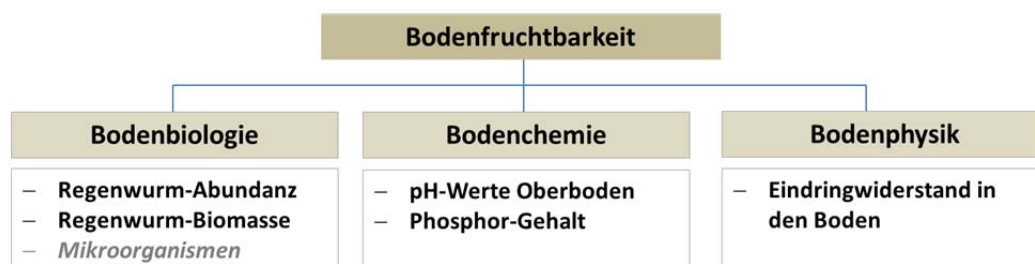 Bodenfruchtbarkeit
Bodenbiologie
– Regenwurm-Abundanz
– Regenwurm-Biomasse
– Mikroorganismen
Bodenchemie
– pH-Werte Oberboden
– Phosphor-Gehalt
Bodenphysik
– Eindringwiderstand in
den Boden